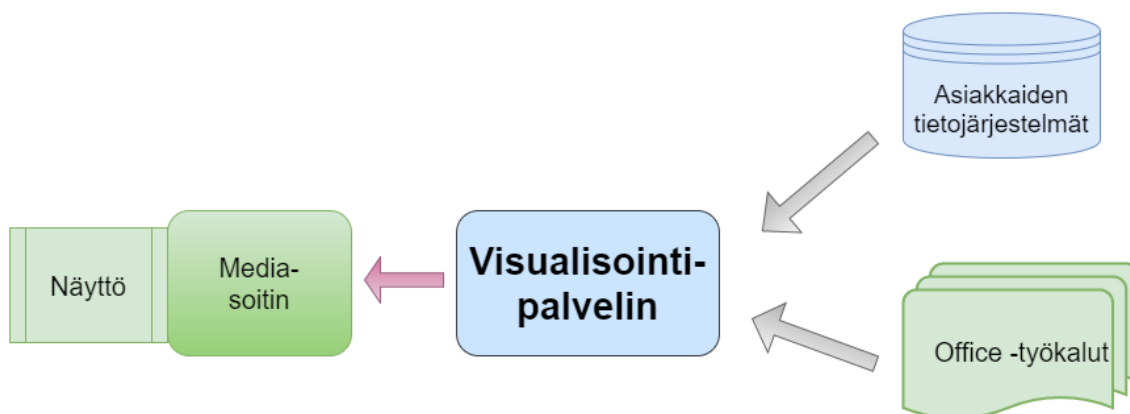 Asiakkaiden
tietojärjestelmät
Näyttö
Media-
soitin
Visualisointi-
palvelin
Office -työkalut